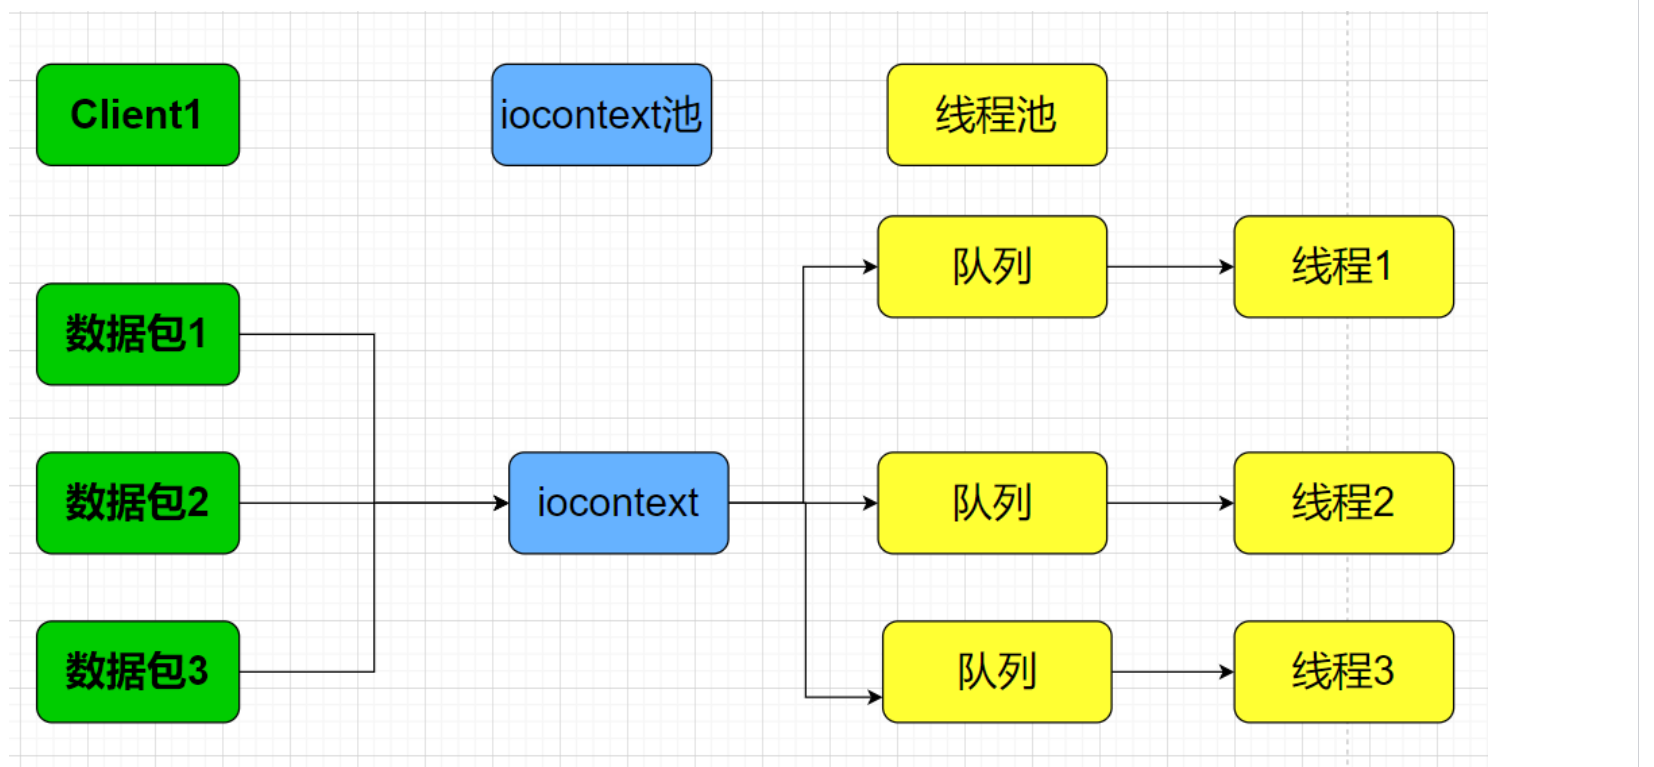 Client1
iocontext池
线程池
队列
线程1
数据包1
数据包2
iocontext
队列
线程2
数据包3
队列
线程3